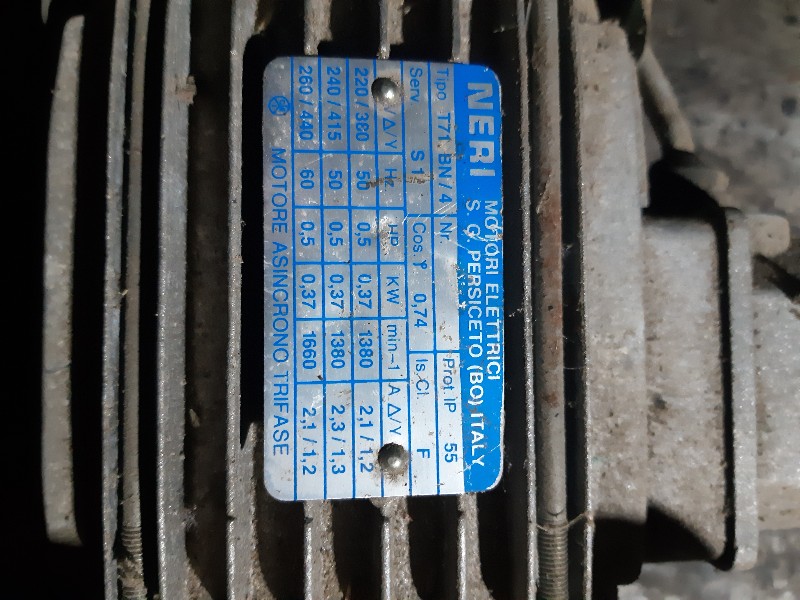 NERI MOTORI ELETTRICI
S. G. PERSICETO (BO) ITALY
Tipo T71 BN/4 Nr. Prot. IP 55
Serv S 1 Cos.φ 0,74 Is.Cl. F
V Δ/Y Hz HP KW min-1 A Δ/Y
220/380 50 0,5 0,37 1380 2,1/1,2
240/415 50 0,5 0,37 1380 2,3/1,3
260/440 60 0,5 0,37 1660 2,1/1,2
MOTORE ASINCRONO TRIFASE